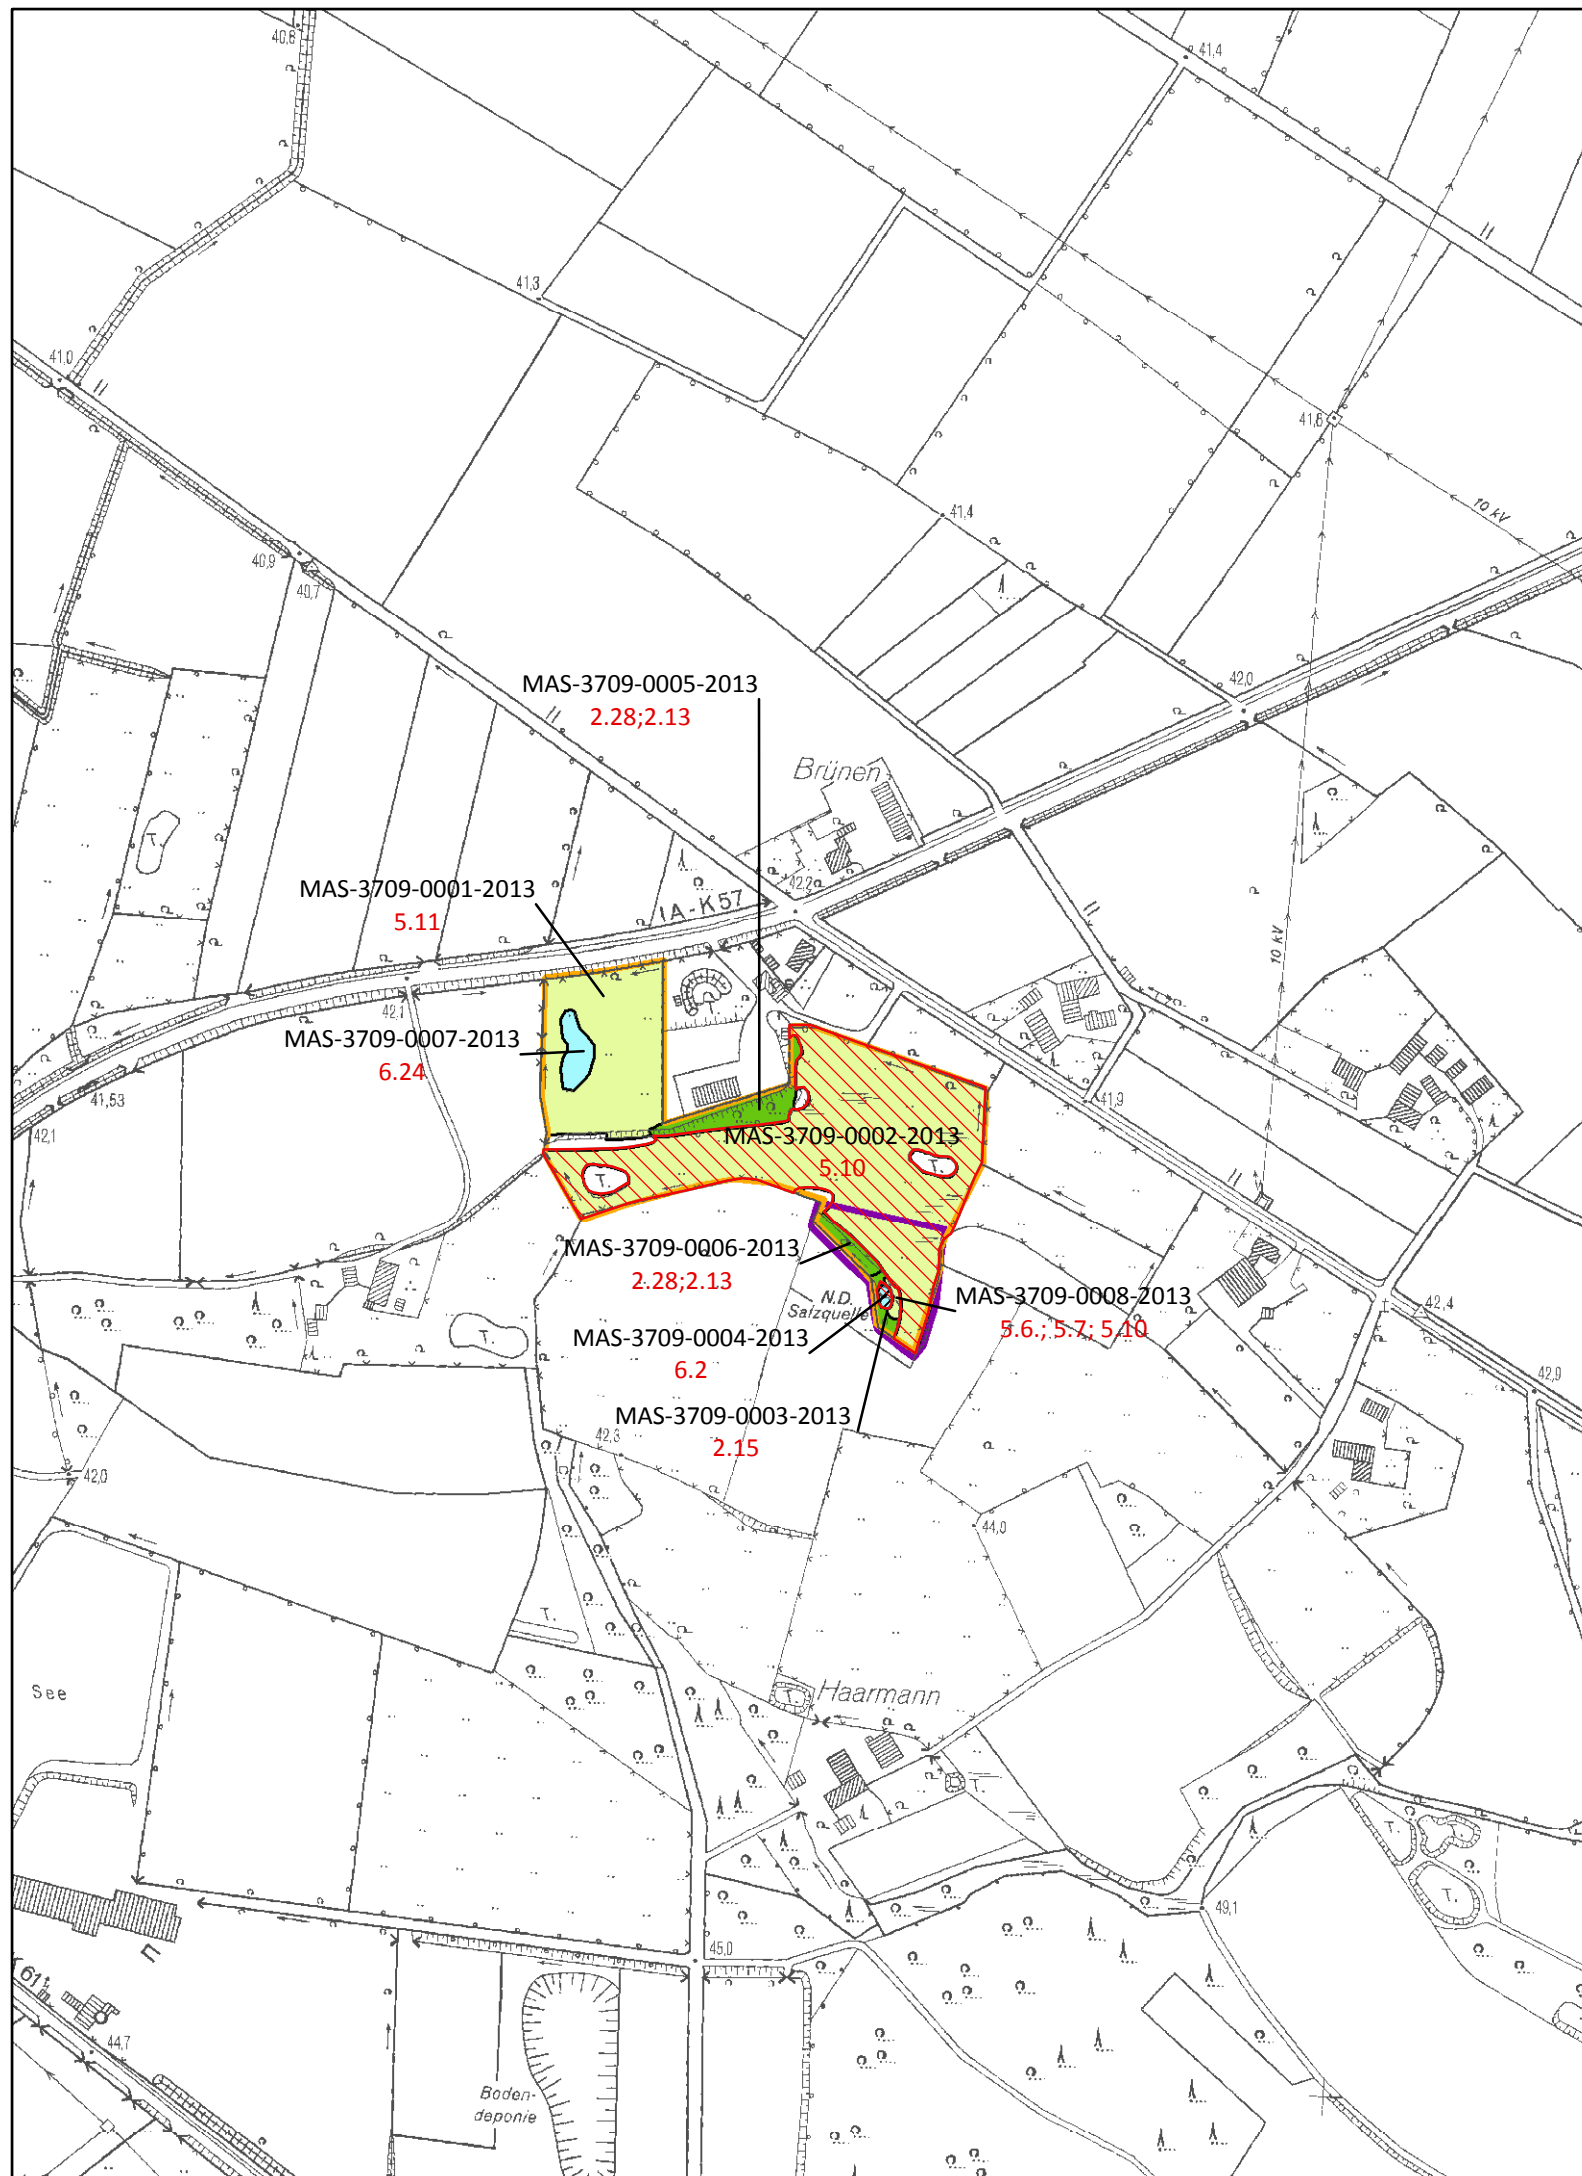 40,8
41,4
41,3
41,0
41,6
10 kV
41,4
40,9
40,7
MAS-3709-0005-2013
2.28;2.13
42,0
Brünen
MAS-3709-0001-2013
5.11
42,2
IA-K57
10 kV
42,1
MAS-3709-0007-2013
6.24
41,53
42,1
41,9
T.
MAS-3709-0002-2013
5.10
T.
T.
MAS-3709-0006-2013
2.28;2.13
N.D.
Salzquelle
MAS-3709-0008-2013
5.6.; 5.7; 5.10
42,4
T.
MAS-3709-0004-2013
6.2
42,9
MAS-3709-0003-2013
2.15
42,3
42,0
44,0
T.
See
T.
Haarmann
T.
T.
T.
49,1
45,0
61
44,7
Boden-
deponie